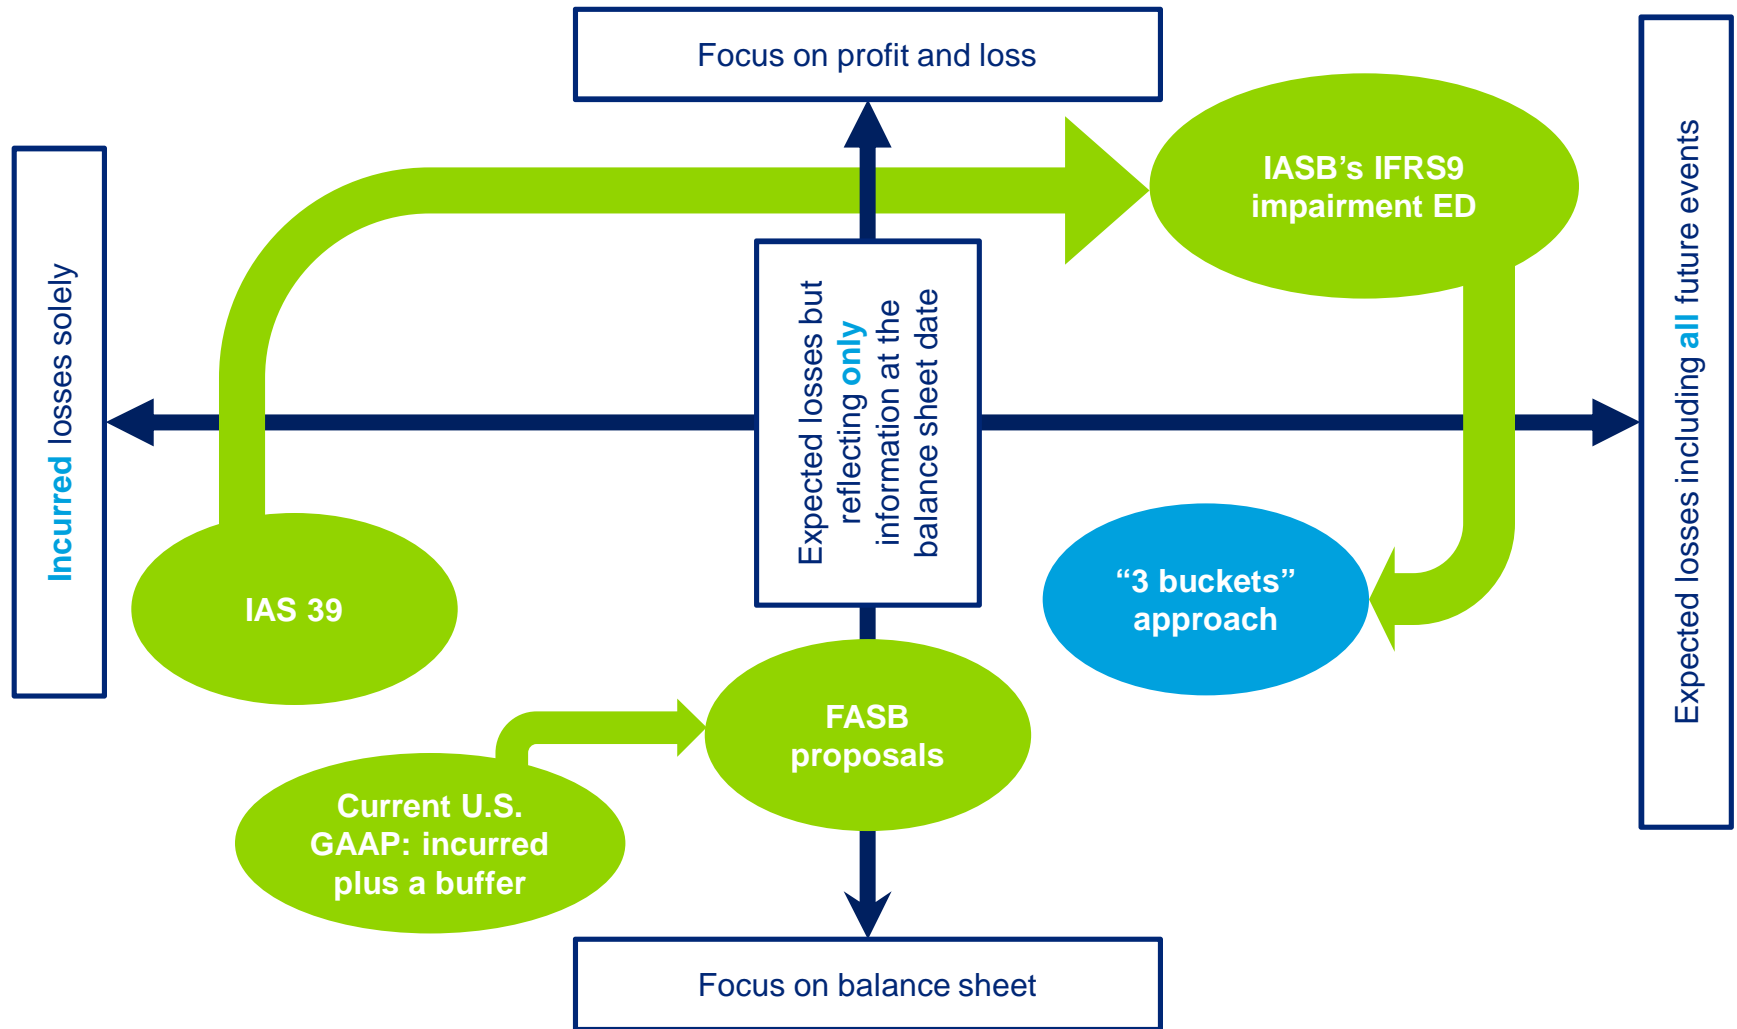 Focus on profit and loss
IASB’s IFRS9
impairment ED
Incurred losses solely
Expected losses but
reflecting only
information at the
balance sheet date
Expected losses including all future events
IAS 39
“3 buckets”
approach
FASB
proposals
Current U.S.
GAAP: incurred
plus a buffer
Focus on balance sheet